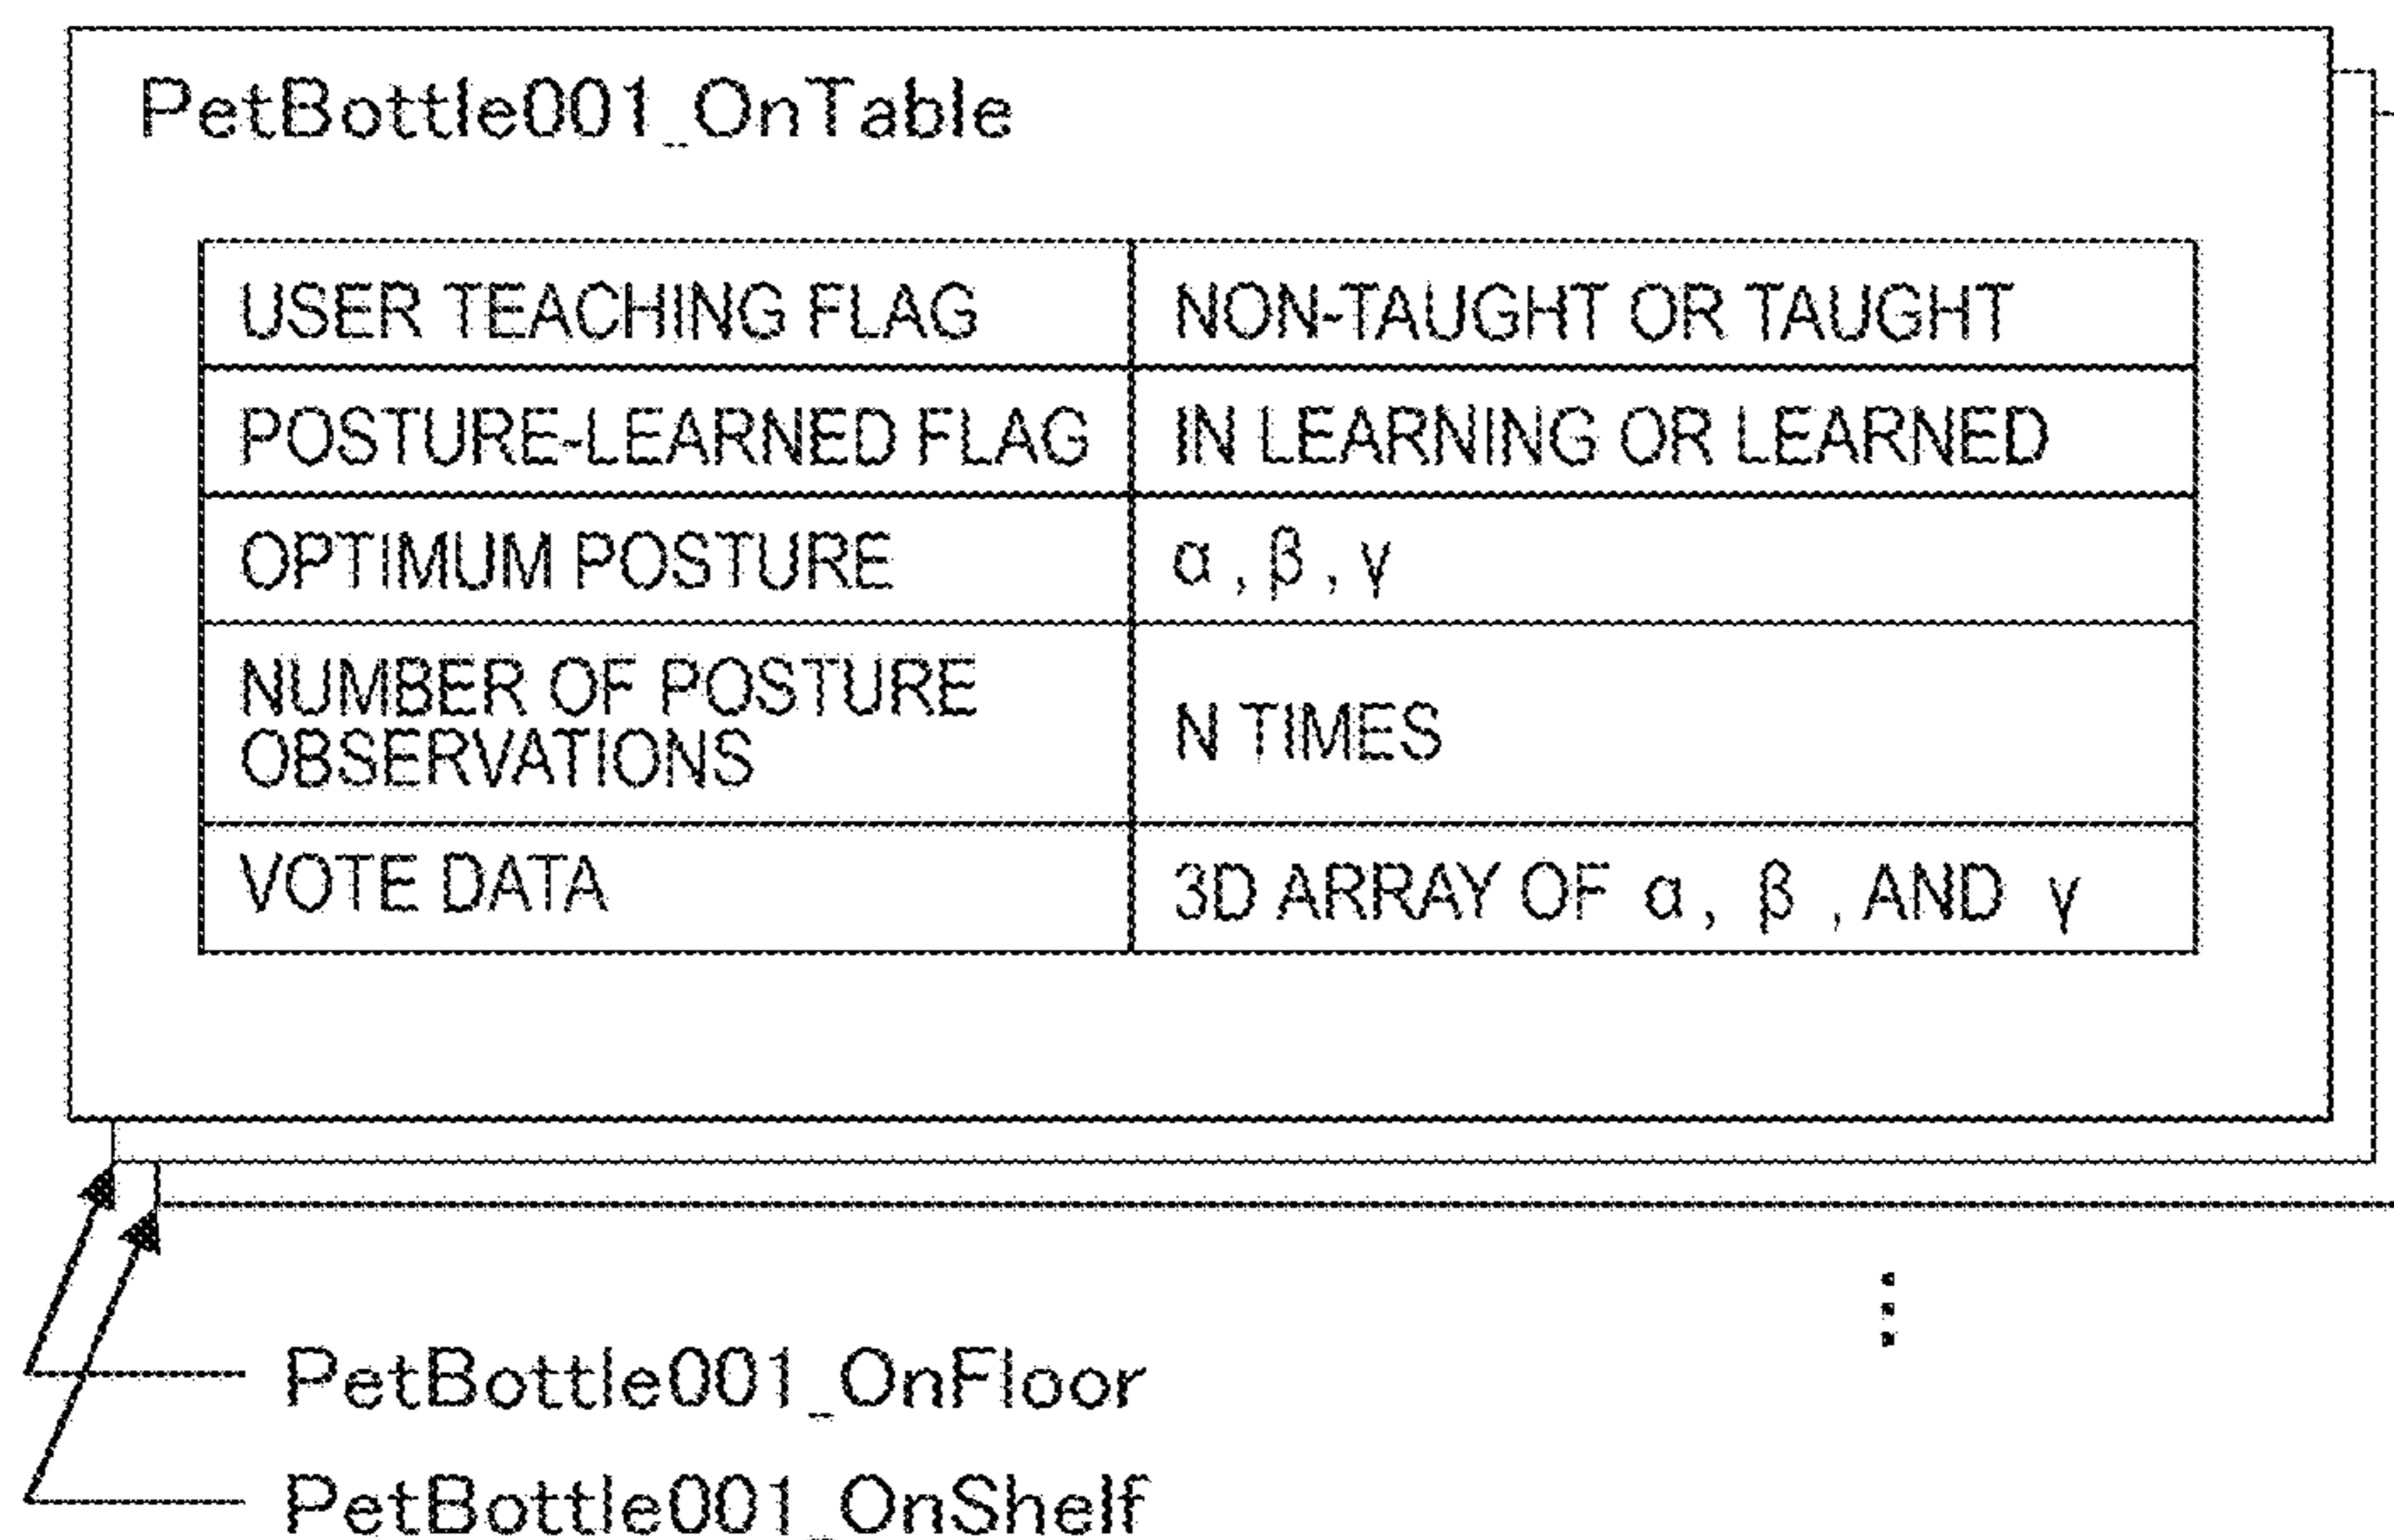 PetBottle001_OnTable
USER TEACHING FLAG NON-TAUGHT OR TAUGHT
POSTURE-LEARNED FLAG IN LEARNING OR LEARNED
OPTIMUM POSTURE α, β, γ
NUMBER OF POSTURE
OBSERVATIONS
N TIMES
VOTE DATA 3D ARRAY OF α, β, AND γ
PetBottle001_OnFloor
PetBottle001_OnShelf